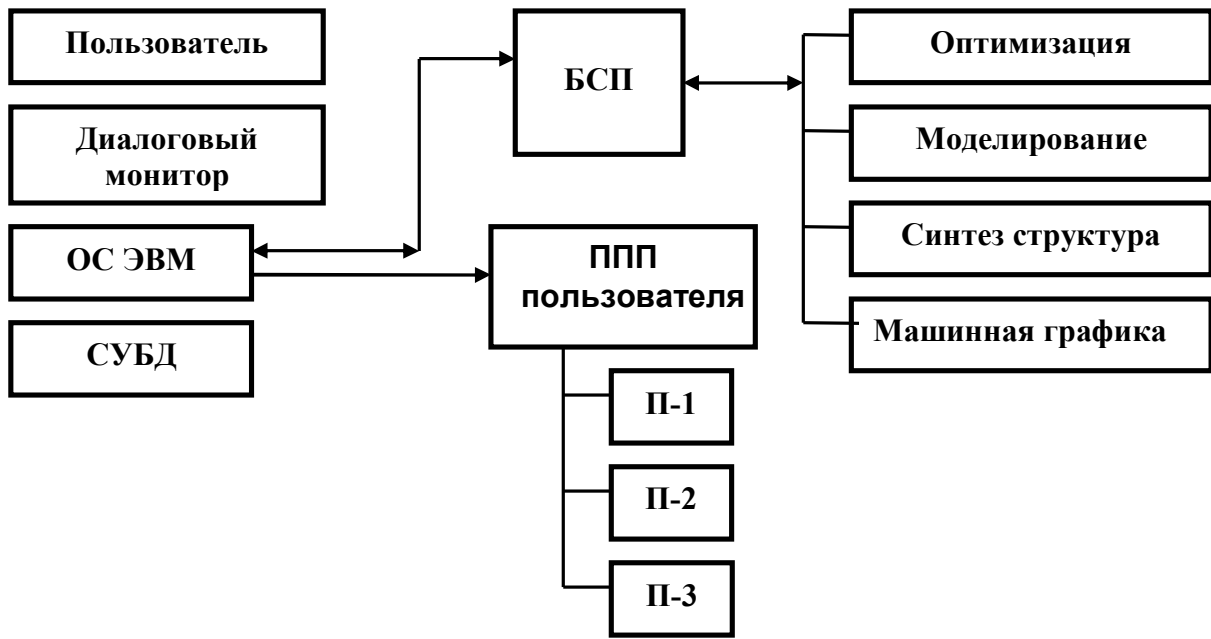 Пользователь
Диалоговый
монитор
ОС ЭВМ
СУБД
БСП
ППП
пользователя
П-1
П-2
П-3
Оптимизация
Моделирование
Синтез структура
Машинная графика